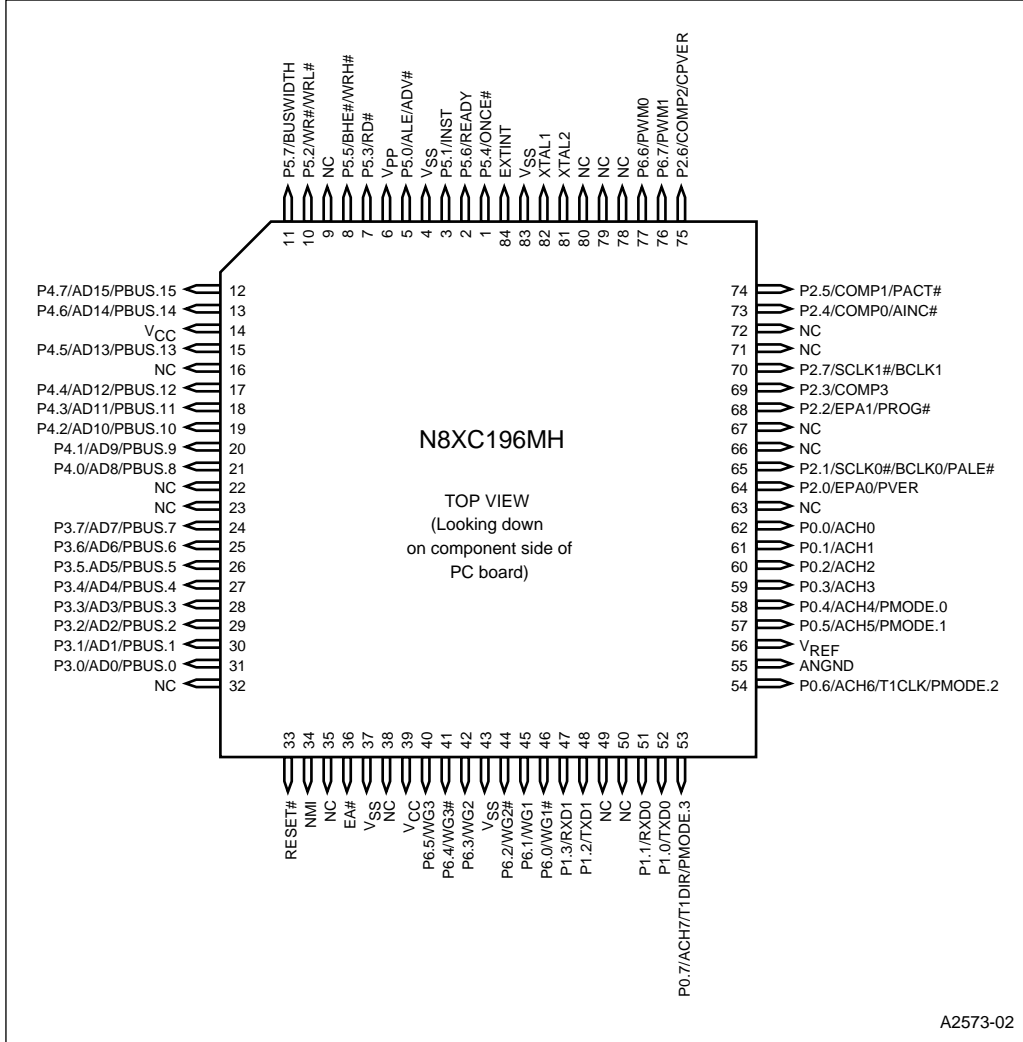 P5.7/BUSWIDTH
P5.2/WR#/WRL#
NC
P5.5/BHE#/WRH#
P5.3/RD#
VPP
P5.0/ALE/ADV#
VSS
P5.1/INST
P5.6/READY
P5.4/ONCE#
EXTINT
VSS
XTAL1
XTAL2
NC
NC
NC
P6.6/PWM0
P6.7/PWM1
P2.6/COMP2/CPVER
11
10
9
8
7
6
5
4
3
2
1
84
83
82
81
80
79
78
77
76
75
P4.7/AD15/PBUS.15 12
P4.6/AD14/PBUS.14 13
VCC 14
P4.5/AD13/PBUS.13 15
NC 16
P4.4/AD12/PBUS.12 17
P4.3/AD11/PBUS.11 18
P4.2/AD10/PBUS.10 19
P4.1/AD9/PBUS.9 20
P4.0/AD8/PBUS.8 21
NC 22
NC 23
P3.7/AD7/PBUS.7 24
P3.6/AD6/PBUS.6 25
P3.5.AD5/PBUS.5 26
P3.4/AD4/PBUS.4 27
P3.3/AD3/PBUS.3 28
P3.2/AD2/PBUS.2 29
P3.1/AD1/PBUS.1 30
P3.0/AD0/PBUS.0 31
NC 32
N8XC196MH
TOP VIEW
(Looking down
on component side of
PC board)
74 P2.5/COMP1/PACT#
73 P2.4/COMP0/AINC#
72 NC
71 NC
70 P2.7/SCLK1#/BCLK1
69 P2.3/COMP3
68 P2.2/EPA1/PROG#
67 NC
66 NC
65 P2.1/SCLK0#/BCLK0/PALE#
64 P2.0/EPA0/PVER
63 NC
62 P0.0/ACH0
61 P0.1/ACH1
60 P0.2/ACH2
59 P0.3/ACH3
58 P0.4/ACH4/PMODE.0
57 P0.5/ACH5/PMODE.1
56 VREF
55 ANGND
54 P0.6/ACH6/T1CLK/PMODE.2
33
34
35
36
37
38
39
40
41
42
43
44
45
46
47
48
49
50
51
52
53
RESET#
NMI
NC
EA#
VSS
NC
VCC
P6.5/WG3
P6.4/WG3#
P6.3/WG2
VSS
P6.2/WG2#
P6.1/WG1
P6.0/WG1#
P1.3/RXD1
P1.2/TXD1
NC
NC
P1.1/RXD0
P1.0/TXD0
P0.7/ACH7/T1DIR/PMODE.3
A2573-02